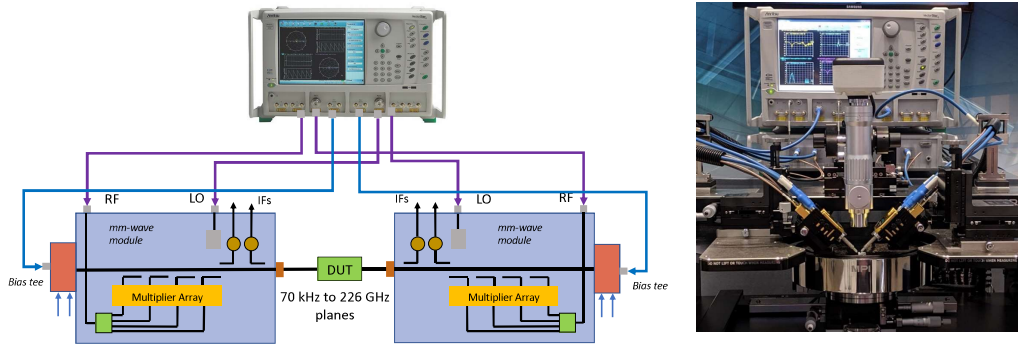 RF
LO
IFs
IFs
LO
RF
mm-wave
module
mm-wave
module
Bias tee
Multiplier Array
DUT
70 kHz to 226 GHz
planes
Multiplier Array
Bias tee
MPI